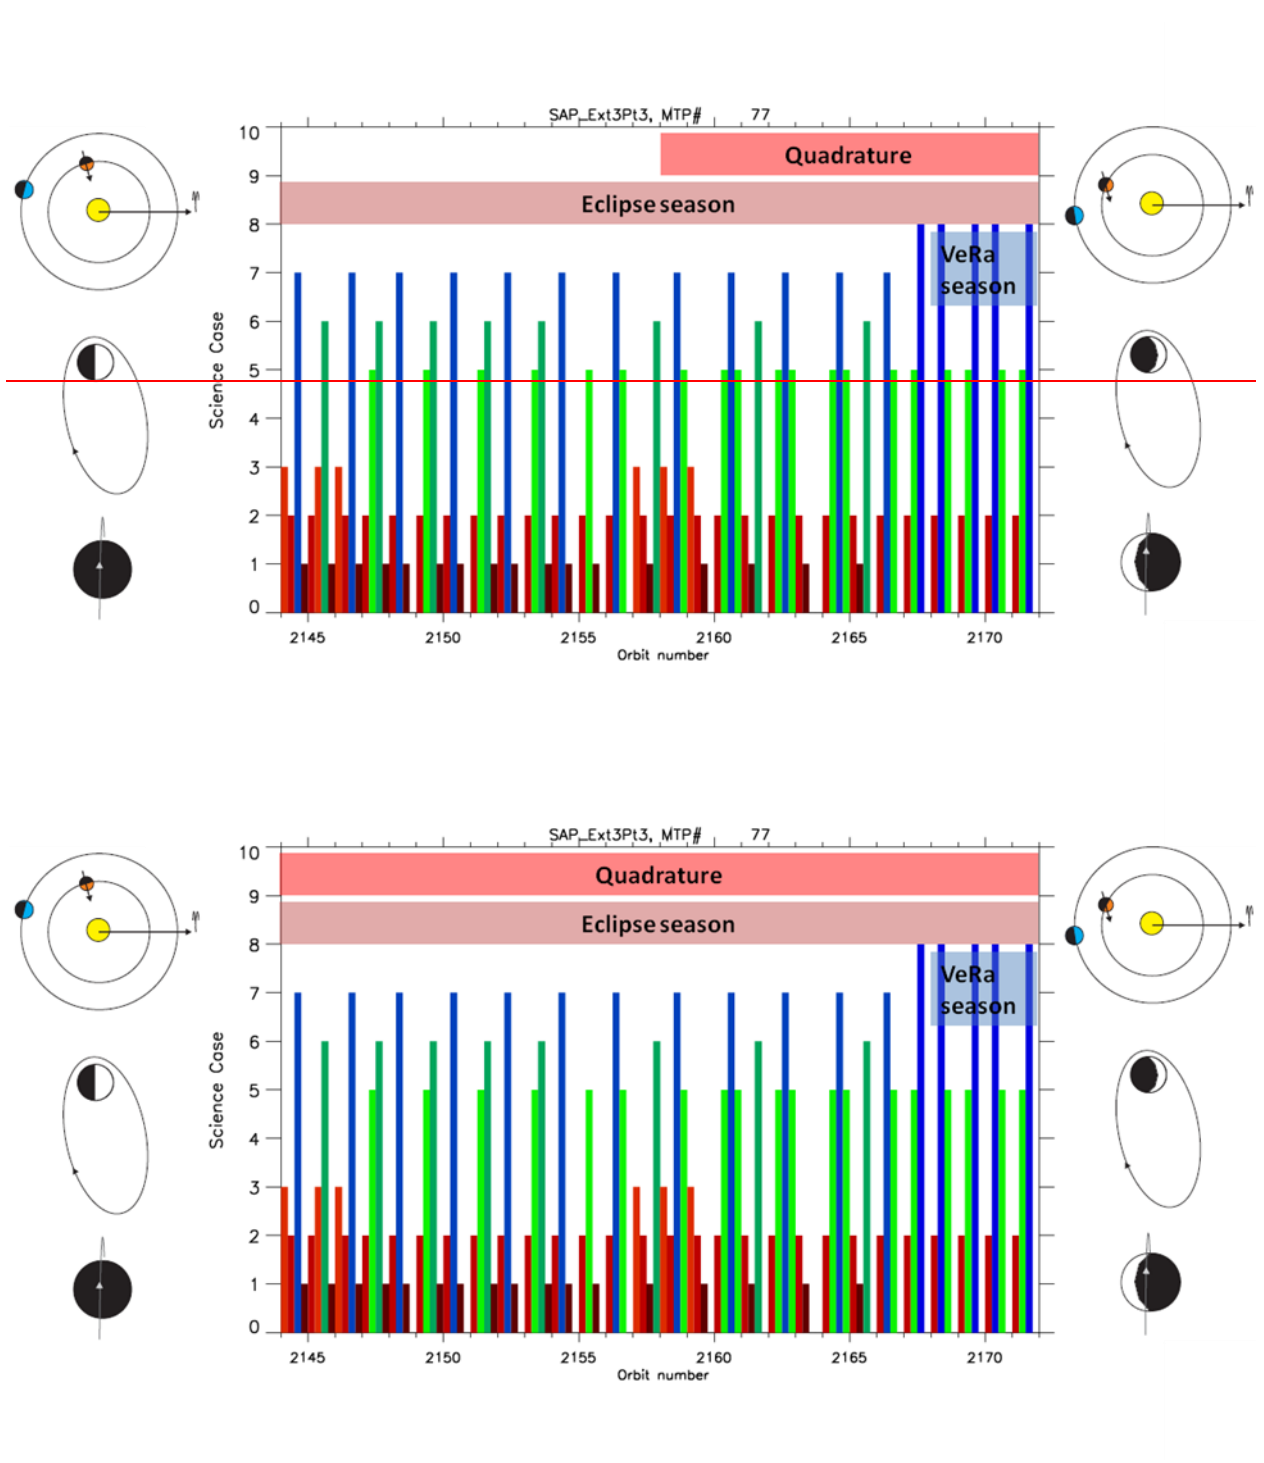 SAP_Ext3Pt3, MTP# 77
10
Quadrature
9
Eclipse season
8
VeRa
season
7
6
5
4
3
2
1
0
Science Case
2145 2150 2155 2160 2165 2170
Orbit number
SAP_Ext3Pt3, MTP# 77
10
Quadrature
9
Eclipse season
8
VeRa
season
7
6
5
4
3
2
1
0
Science Case
2145 2150 2155 2160 2165 2170
Orbit number